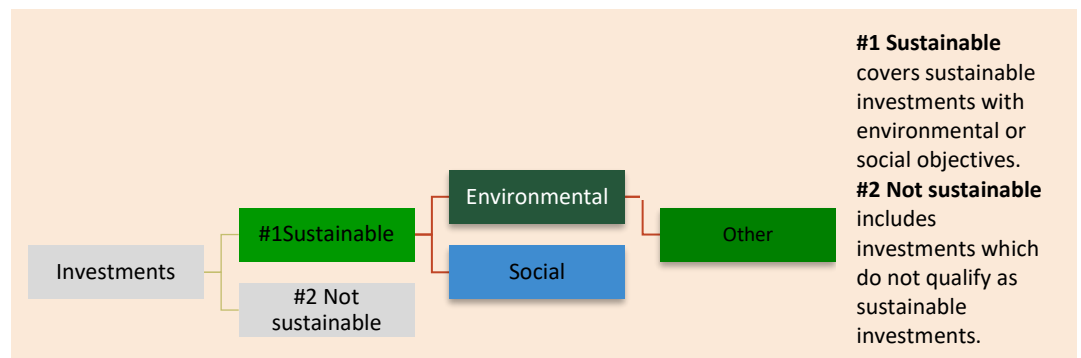 Investments
#1Sustainable
#2 Not
sustainable
Environmental
Social
Other
#1 Sustainable
covers sustainable
investments with
environmental or
social objectives.
#2 Not sustainable
includes
investments which
do not qualify as
sustainable
investments.